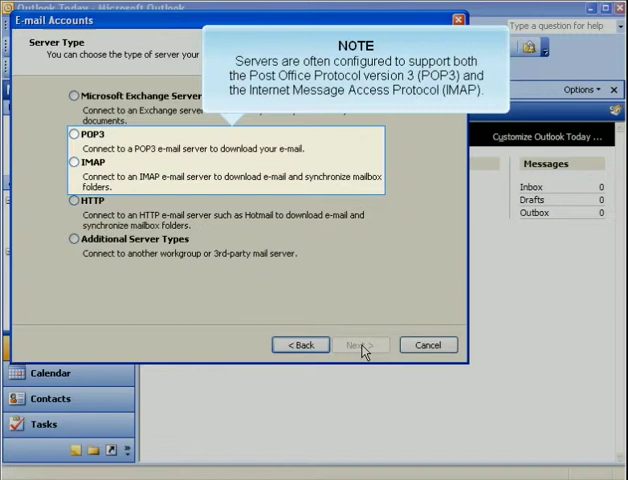 Outlook Today - Microsoft Outlook
Type a question for help
E-mail Accounts
Server Type
You can choose the type of server your
NOTE
Servers are often configured to support both
the Post Office Protocol version 3 (POP3) and
the Internet Message Access Protocol (IMAP).
Options
Microsoft Exchange Server
Connect to an Exchange server
documents.
POP3
Connect to a POP3 e-mail server to download your e-mail.
IMAP
Connect to an IMAP e-mail server to download e-mail and synchronize mailbox
folders.
HTTP
Connect to an HTTP e-mail server such as Hotmail to download e-mail and
synchronize mailbox folders.
Additional Server Types
Connect to another workgroup or 3rd-party mail server.
Customize Outlook Today ...
Messages
Inbox 0
Drafts 0
Outbox 0
< Back
Next >
Cancel
Calendar
Contacts
Tasks